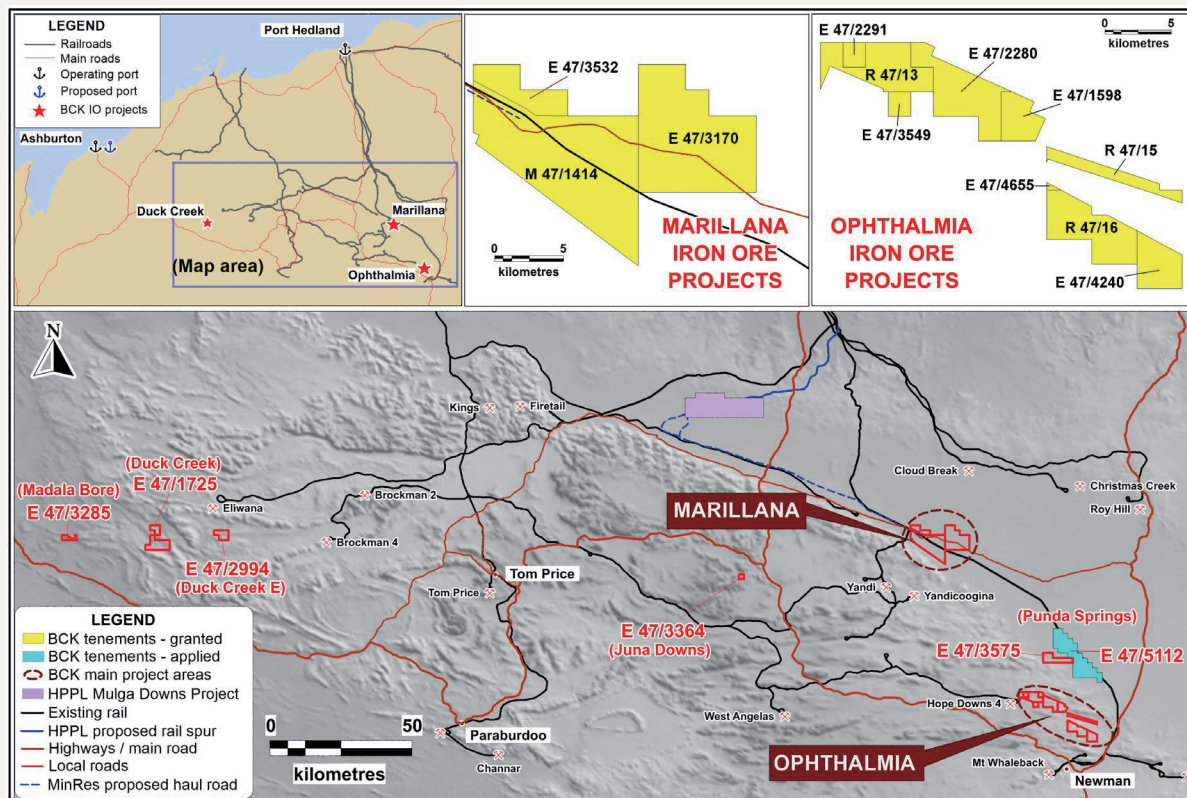 LEGEND
Railroads
Main roads
Operating port
Proposed port
BCK IO projects
Port Hedland
Ashburton
Duck Creek
Marillana
(Map area)
Ophthalmia
E 47/3532
E 47/3170
M 47/1414
0 5
kilometres
MARILLANA
IRON ORE
PROJECTS
0 5
kilometres
E 47/2291
E 47/2280
R 47/13
E 47/1598
E 47/3549
R 47/15
E 47/4655
R 47/16
E 47/4240
OPHTHALMIA
IRON ORE
PROJECTS
N
Kings
Firetail
Cloud Break
Christmas Creek
Roy Hill
(Duck Creek)
E 47/1725
(Madala Bore)
E 47/3285
Eliwana
Brockman 2
Brockman 4
E 47/2994
(Duck Creek E)
MARILLANA
Tom Price
Tom Price
Yandi
Yandicoogina
E 47/3364
(Juna Downs)
(Punda Springs)
E 47/3575
E 47/5112
LEGEND
BCK tenements - granted
BCK tenements - applied
BCK main project areas
HPPL Mulga Downs Project
Existing rail
HPPL proposed rail spur
Highways / main road
Local roads
MinRes proposed haul road
0 50
kilometres
Paraburdoo
Channar
West Angelas
Hope Downs 4
OPHTHALMIA
Mt Whaleback
Newman